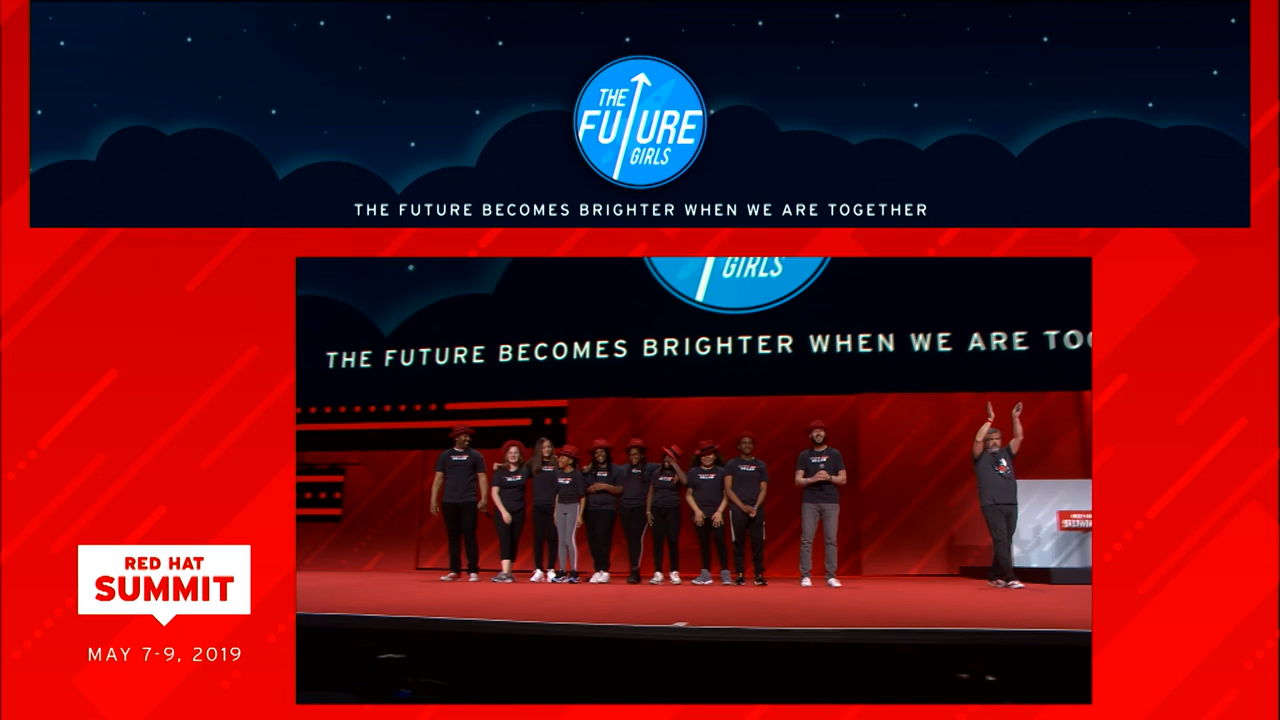 THE
FUTURE
GIRLS
THE FUTURE BECOMES BRIGHTER WHEN WE ARE TOGETHER
GIRLS
THE FUTURE BECOMES BRIGHTER WHEN WE ARE TO
RED HAT
SUMMIT
MAY 7-9, 2019